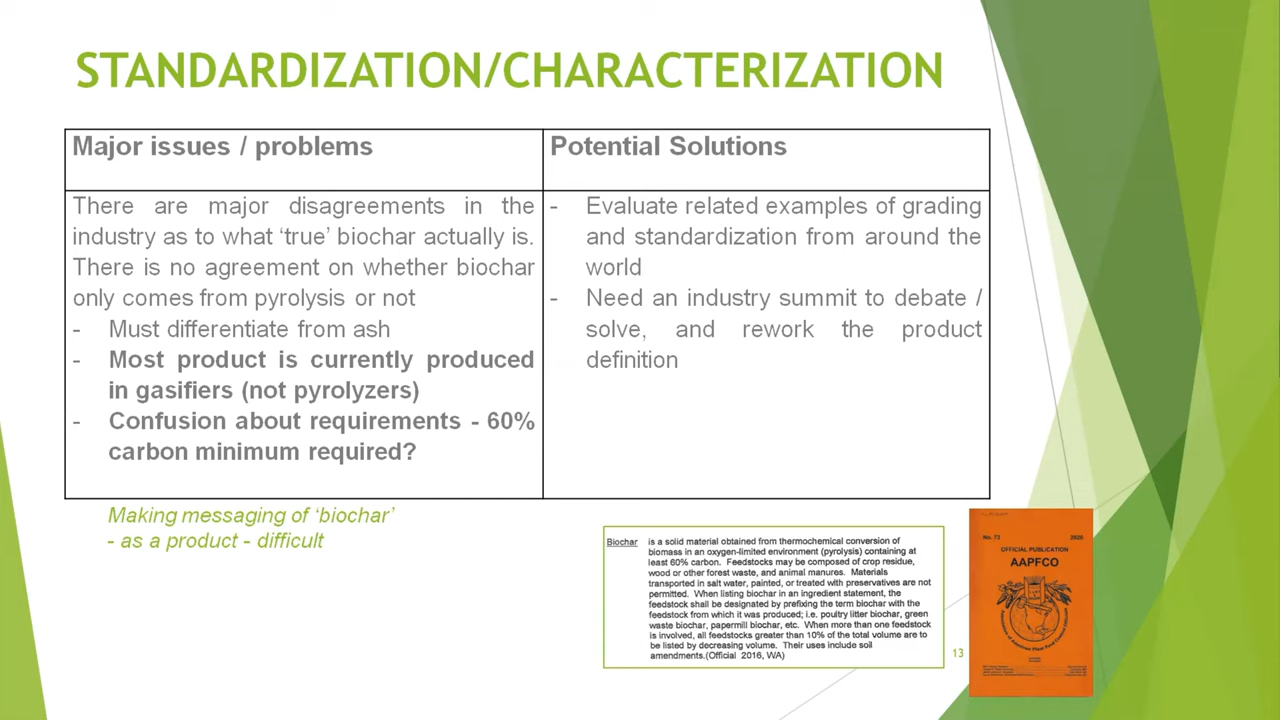 STANDARDIZATION/CHARACTERIZATION
Major issues / problems
There are major disagreements in the
industry as to what ‘true’ biochar actually is.
There is no agreement on whether biochar
only comes from pyrolysis or not
- Must differentiate from ash
- Most product is currently produced
in gasifiers (not pyrolyzers)
- Confusion about requirements - 60%
carbon minimum required?
Potential Solutions
- Evaluate related examples of grading
and standardization from around the
world
- Need an industry summit to debate /
solve, and rework the product
definition
Making messaging of ‘biochar’
- as a product - difficult
Biochar is a solid material obtained from thermochemical conversion of
biomass in an oxygen-limited environment (pyrolysis) containing at
least 60% carbon. Feedstocks may be composed of crop residue,
wood or other forest waste, and animal manures. Materials
transported in salt water, painted, or treated with preservatives are not
permitted. When listing biochar in an ingredient statement, the
feedstock shall be designated by prefixing the term biochar with the
feedstock from which it was produced; i.e. poultry litter biochar, green
waste biochar, papermill biochar, etc. When more than one feedstock
is involved, all feedstocks greater than 10% of the total volume are to
be listed by decreasing volume. Their uses include soil
amendments.(Official 2016, WA)
13
No. 73 2020
OFFICIAL PUBLICATION
AAPFCO